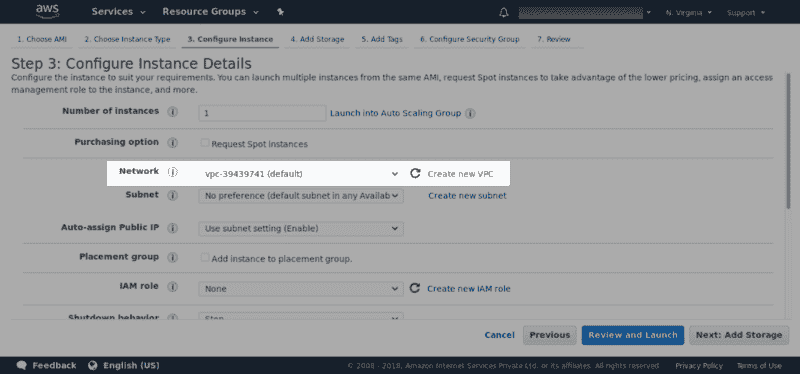 aws Services Resource Groups N. Virginia Support
1. Choose AMI 2. Choose Instance Type 3. Configure Instance 4. Add Storage 5. Add Tags 6. Configure Security Group 7. Review
Step 3: Configure Instance Details
Configure the instance to suit your requirements. You can launch multiple instances from the same AMI, request Spot instances to take advantage of the lower pricing, assign an access
management role to the instance, and more.
Number of instances i 1 Launch into Auto Scaling Group i
Purchasing option i Request Spot instances
Network i vpc-39439741 (default) Create new VPC
Subnet i No preference (default subnet in any Availab Create new subnet
Auto-assign Public IP i Use subnet setting (Enable)
Placement group i Add instance to placement group.
IAM role i None Create new IAM role
Shutdown behavior i Stop
Cancel Previous Review and Launch Next: Add Storage
Feedback English (US) © 2008 - 2018, Amazon Internet Services Private Ltd. or its affiliates. All rights reserved. Privacy Policy Terms of Use